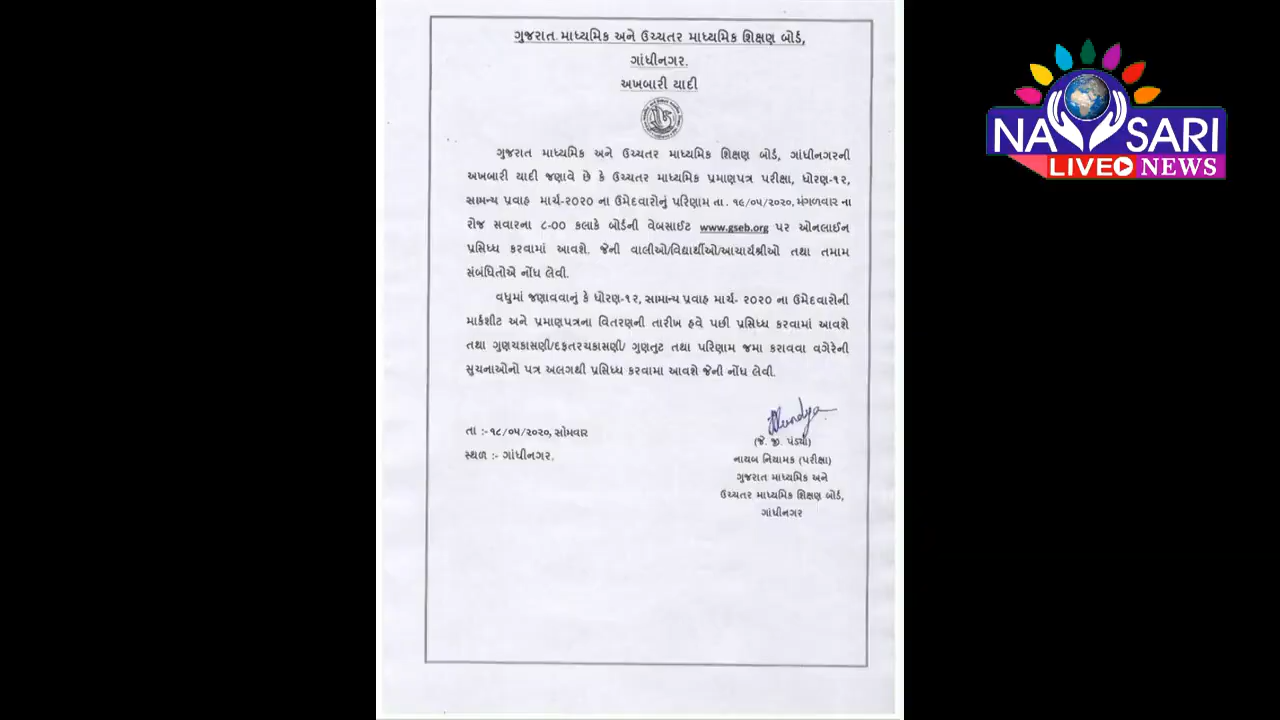 ગુજરાત માધ્યમિક અને ઉચ્ચતર માધ્યમિક શિક્ષણ બોર્ડ,
ગાંધીનગર.
અખબારી યાદી
ગુજરાત માધ્યમિક અને ઉચ્ચતર માધ્યમિક શિક્ષણ બોર્ડ, ગાંધીનગરની
અખબારી યાદી જણાવે છે કે ઉચ્ચતર માધ્યમિક પ્રમાણપત્ર પરીક્ષા, ધોરણ-૧૨,
સામાન્ય પ્રવાહ માર્ચ-૨૦૨૦ ના ઉમેદવારોનું પરિણામ તા. ૧૯/૦૫/૨૦૨૦, મંગળવાર ના
રોજ સવારના ૮-૦૦ કલાકે બોર્ડની વેબસાઈટ www.gseb.org પર ઓનલાઈન
પ્રસિધ્ધ કરવામાં આવશે. જેની વાલીઓ/વિદ્યાર્થીઓ/આચાર્યશ્રીઓ તથા તમામ
સંબંધિતોએ નોંધ લેવી.
વધુમાં જણાવવાનું કે ધોરણ-૧૨, સામાન્ય પ્રવાહ માર્ચ- ૨૦૨૦ ના ઉમેદવારોની
માર્કશીટ અને પ્રમાણપત્રના વિતરણની તારીખ હવે પછી પ્રસિધ્ધ કરવામાં આવશે
તથા ગુણચકાસણી/દફતરચકાસણી/ ગુણતુટ તથા પરિણામ જમા કરાવવા વગેરેની
સુચનાઓનો પત્ર અલગથી પ્રસિધ્ધ કરવામા આવશે જેની નોંધ લેવી.
તા :- ૧૮/૦૫/૨૦૨૦, સોમવાર
સ્થળ :- ગાંધીનગર.
(જે. જી. પંડ્યા)
નાયબ નિયામક (પરીક્ષા)
ગુજરાત માધ્યમિક અને
ઉચ્ચતર માધ્યમિક શિક્ષણ બોર્ડ,
ગાંધીનગર
NAVSARI
LIVE NEWS